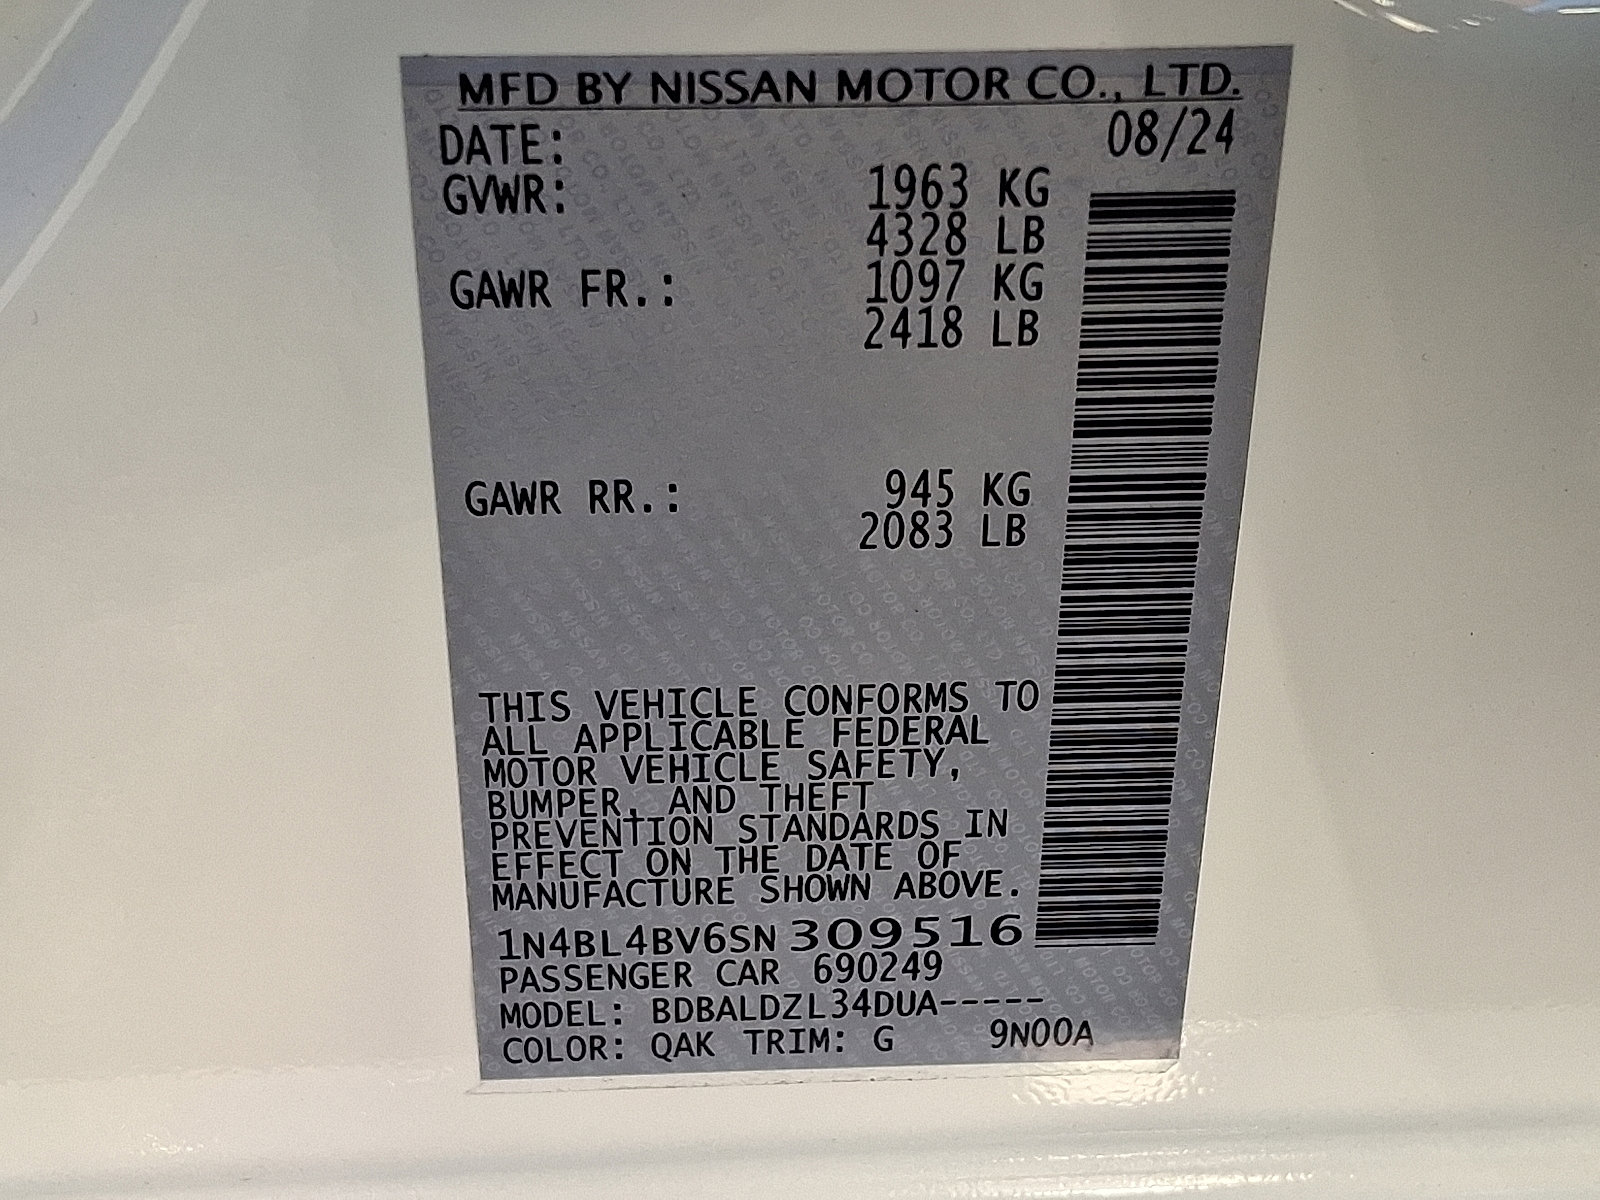 MFD BY NISSAN MOTOR CO., LTD.
DATE: 08/24
GVWR: 1963 KG
4328 LB
GAWR FR.: 1097 KG
2418 LB
GAWR RR.: 945 KG
2083 LB
THIS VEHICLE CONFORMS TO
ALL APPLICABLE FEDERAL
MOTOR VEHICLE SAFETY,
BUMPER, AND THEFT
PREVENTION STANDARDS IN
EFFECT ON THE DATE OF
MANUFACTURE SHOWN ABOVE.
1N4BL4BV6SN309516
PASSENGER CAR 690249
MODEL: BDBALDZL34DUA-----
COLOR: QAK TRIM: G 9N00A